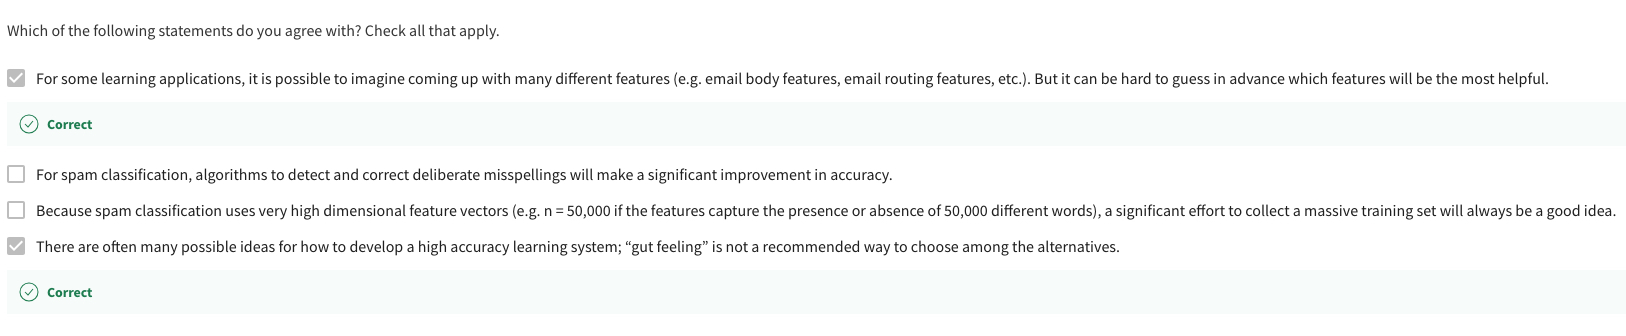 Which of the following statements do you agree with? Check all that apply.
For some learning applications, it is possible to imagine coming up with many different features (e.g. email body features, email routing features, etc.). But it can be hard to guess in advance which features will be the most helpful.
Correct
For spam classification, algorithms to detect and correct deliberate misspellings will make a significant improvement in accuracy.
Because spam classification uses very high dimensional feature vectors (e.g. n = 50,000 if the features capture the presence or absence of 50,000 different words), a significant effort to collect a massive training set will always be a good idea.
There are often many possible ideas for how to develop a high accuracy learning system; “gut feeling” is not a recommended way to choose among the alternatives.
Correct